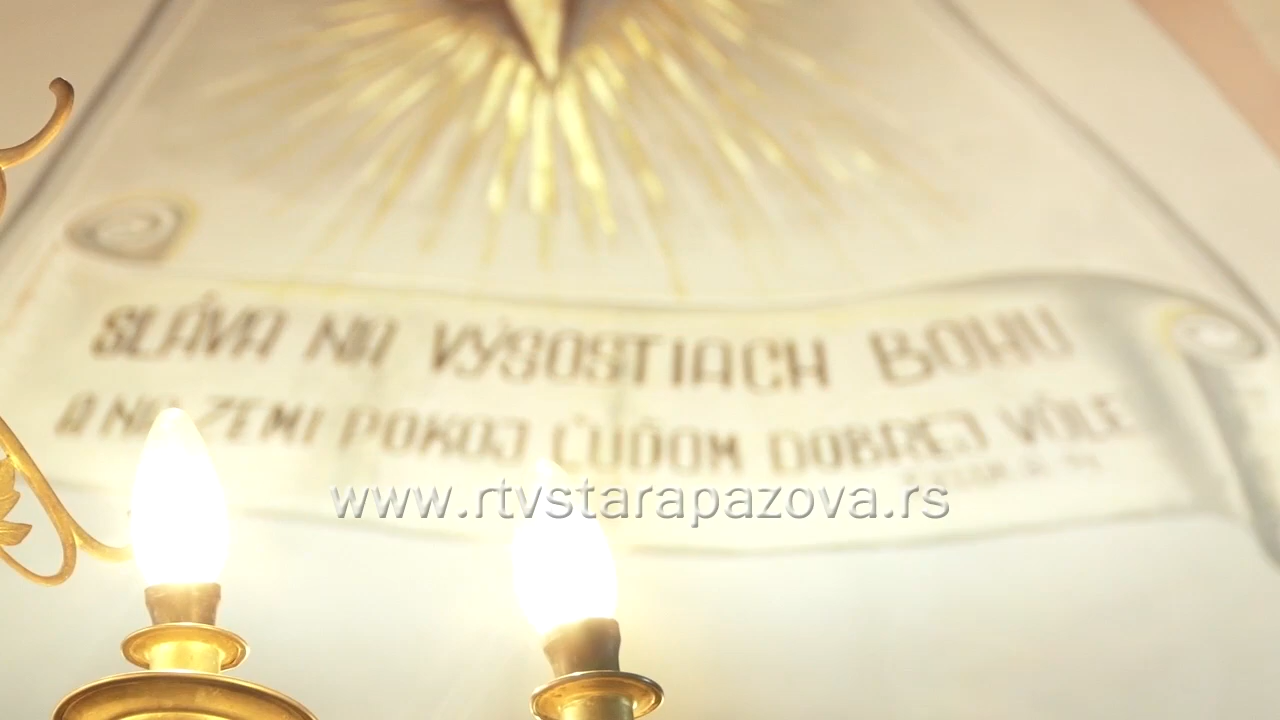 SLÁVA NA VÝSOSTIACH BOHU
A NA ZEMI POKOJ ĽUĎOM DOBREJ VÔLE
www.rtvstarapazova.rs